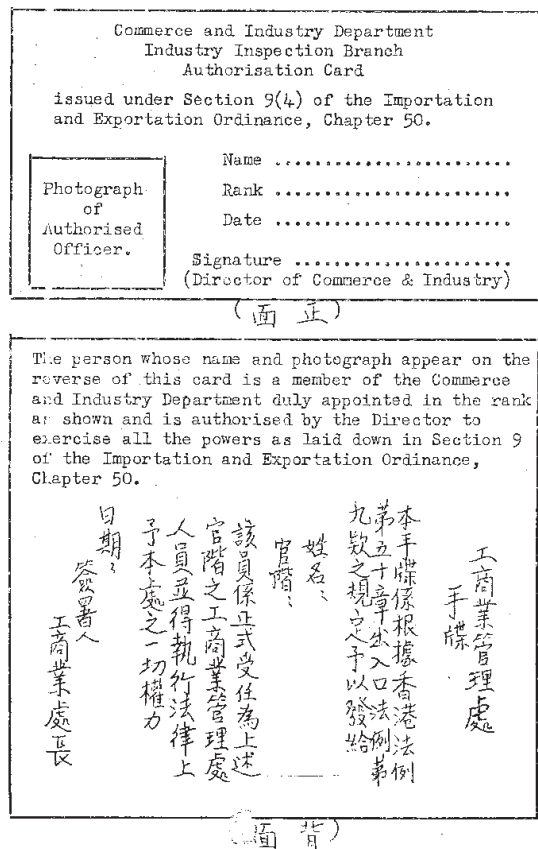 Commerce and Industry Department
Industry Inspection Branch
Authorisation Card
issued under Section 9(4) of the Importation
and Exportation Ordinance, Chapter 50.
Photograph
of
Authorised
Officer.
Name ..........................
Rank ..........................
Date ..........................
Signature ........................
(Director of Commerce & Industry)
(面 正)
The person whose name and photograph appear on the
reverse of this card is a member of the Commerce
and Industry Department duly appointed in the rank
as shown and is authorised by the Director to
exercise all the powers as laid down in Section 9
of the Importation and Exportation Ordinance,
Chapter 50.
工商業管理處
手牒
本手牒係根據香港法例
第五十章出入口法例第
九欵之規定予以發給
姓名：
官階：
該員係正式受任為上述
官階之工商業管理處
人員並得執行法律上
予本處之一切權力
日期：
簽署人
工商業處長
面 背)